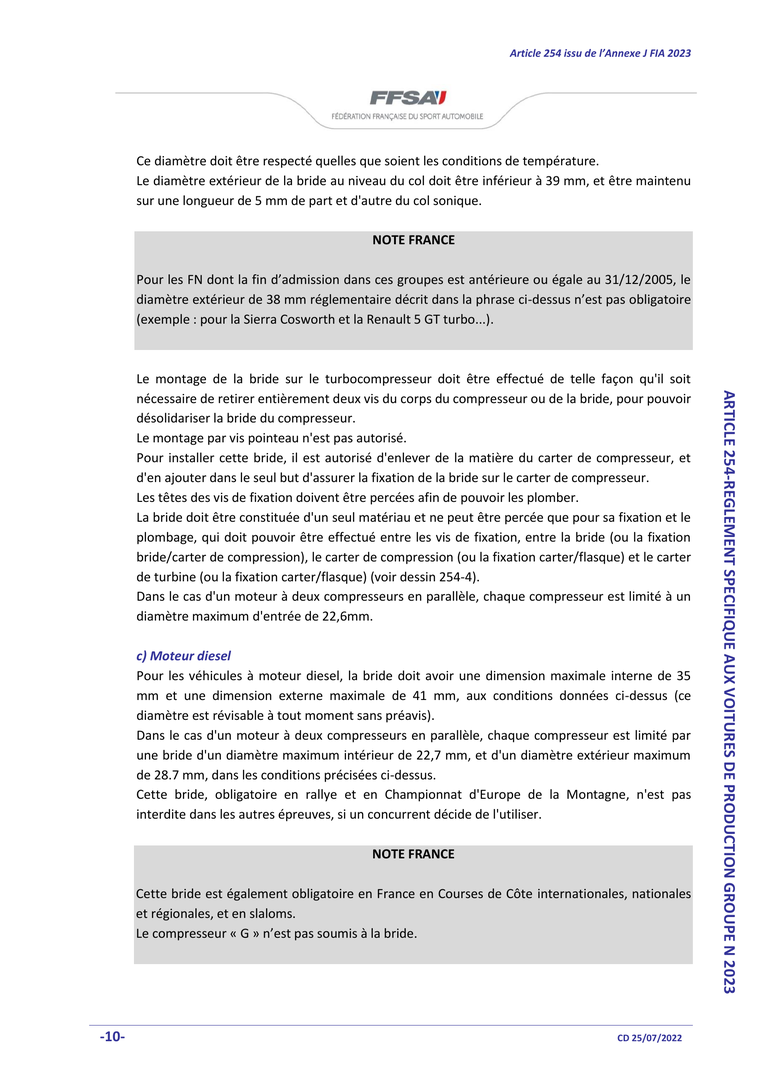 Article 254 issu de l'Annexe J FIA 2023
FFSA
FÉDÉRATION FRANÇAISE DU SPORT AUTOMOBILE
Ce diamètre doit être respecté quelles que soient les conditions de température.
Le diamètre extérieur de la bride au niveau du col doit être inférieur à 39 mm, et être maintenu
sur une longueur de 5 mm de part et d'autre du col sonique.
NOTE FRANCE
Pour les FN dont la fin d'admission dans ces groupes est antérieure ou égale au 31/12/2005, le
diamètre extérieur de 38 mm réglementaire décrit dans la phrase ci-dessus n'est pas obligatoire
(exemple : pour la Sierra Cosworth et la Renault 5 GT turbo...).
Le montage de la bride sur le turbocompresseur doit être effectué de telle façon qu'il soit
nécessaire de retirer entièrement deux vis du corps du compresseur ou de la bride, pour pouvoir
désolidariser la bride du compresseur.
Le montage par vis pointeau n'est pas autorisé.
Pour installer cette bride, il est autorisé d'enlever de la matière du carter de compresseur, et
d'en ajouter dans le seul but d'assurer la fixation de la bride sur le carter de compresseur.
Les têtes des vis de fixation doivent être percées afin de pouvoir les plomber.
La bride doit être constituée d'un seul matériau et ne peut être percée que pour sa fixation et le
plombage, qui doit pouvoir être effectué entre les vis de fixation, entre la bride (ou la fixation
bride/carter de compression), le carter de compression (ou la fixation carter/flasque) et le carter
de turbine (ou la fixation carter/flasque) (voir dessin 254-4).
Dans le cas d'un moteur à deux compresseurs en parallèle, chaque compresseur est limité à un
diamètre maximum d'entrée de 22,6mm.
c) Moteur diesel
Pour les véhicules à moteur diesel, la bride doit avoir une dimension maximale interne de 35
mm et une dimension externe maximale de 41 mm, aux conditions données ci-dessus (ce
diamètre est révisable à tout moment sans préavis).
Dans le cas d'un moteur à deux compresseurs en parallèle, chaque compresseur est limité par
une bride d'un diamètre maximum intérieur de 22,7 mm, et d'un diamètre extérieur maximum
de 28.7 mm, dans les conditions précisées ci-dessus.
Cette bride, obligatoire en rallye et en Championnat d'Europe de la Montagne, n'est pas
interdite dans les autres épreuves, si un concurrent décide de l'utiliser.
NOTE FRANCE
Cette bride est également obligatoire en France en Courses de Côte internationales, nationales
et régionales, et en slaloms.
Le compresseur « G » n'est pas soumis à la bride.
ARTICLE 254-REGLEMENT SPECIFIQUE AUX VOITURES DE PRODUCTION GROUPE N 2023
-10-
CD 25/07/2022